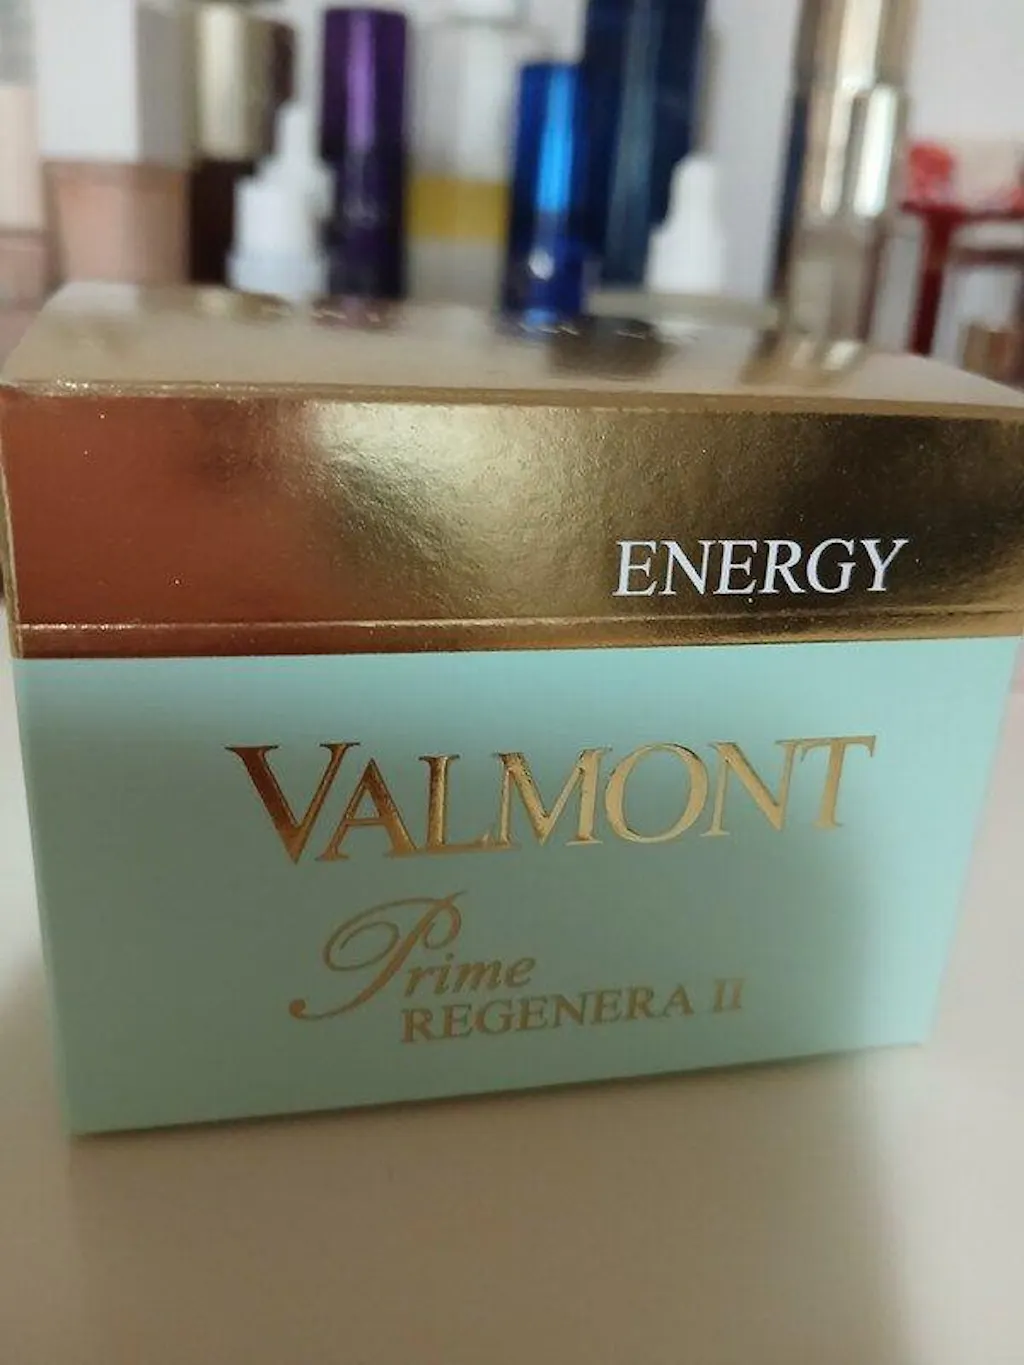 ENERGY
VALMONT
Prime
REGENERA II